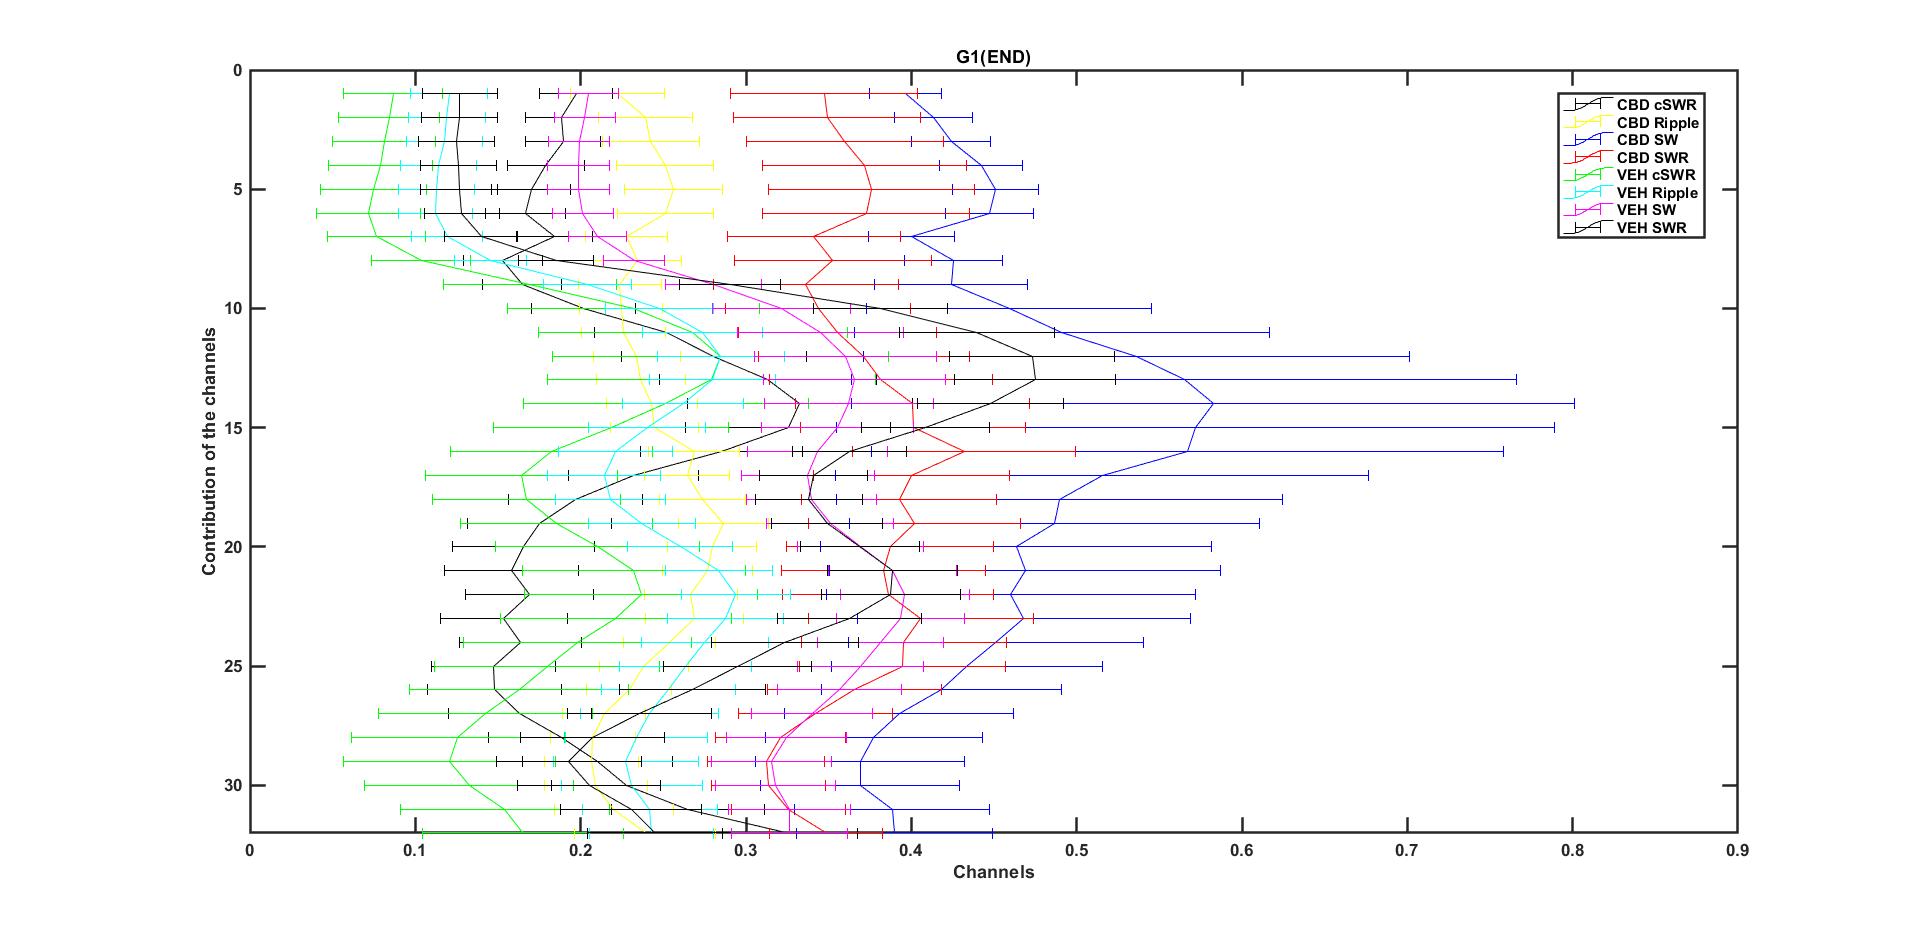 G1(END)
0
5
10
15
20
25
30
Contribution of the channels
CBD cSWR
CBD Ripple
CBD SW
CBD SWR
VEH cSWR
VEH Ripple
VEH SW
VEH SWR
0 0.1 0.2 0.3 0.4 0.5 0.6 0.7 0.8 0.9
Channels